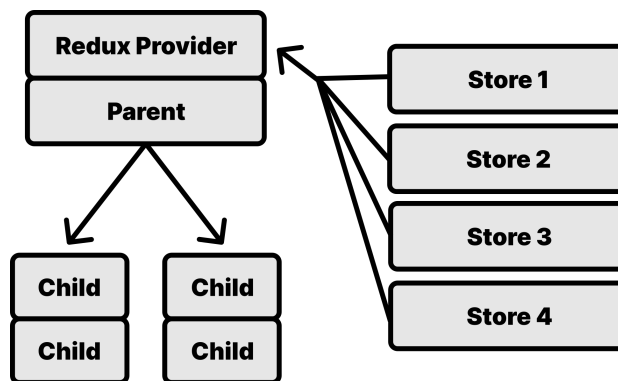 Redux Provider
Parent
Store 1
Store 2
Store 3
Store 4
Child
Child
Child
Child